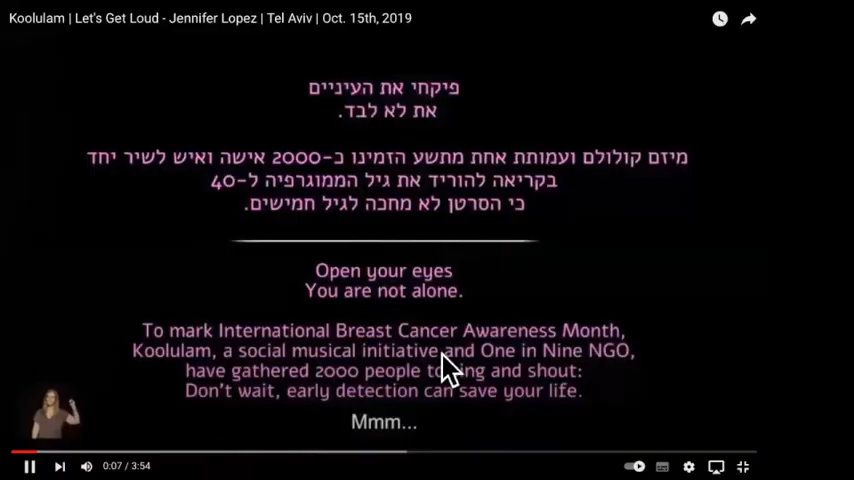 Koolulam | Let's Get Loud - Jennifer Lopez | Tel Aviv | Oct. 15th, 2019
פיקחי את העיניים
את לא לבד.
מיזם קולולם ועמותת אחת מתשע הזמינו כ-2000 אישה ואיש לשיר יחד
בקריאה להוריד את גיל הממוגרפיה ל-40
כי הסרטן לא מחכה לגיל חמישים.
Open your eyes
You are not alone.
To mark International Breast Cancer Awareness Month,
Koolulam, a social musical initiative and One in Nine NGO,
have gathered 2000 people to and shout:
Don't wait, early detection can save your life.
Mmm...
0:07 / 3:54